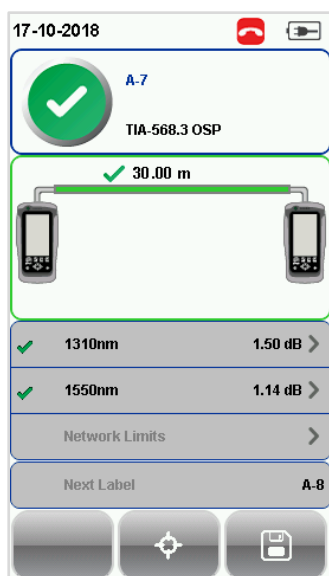 17-10-2018
A-7
TIA-568.3 OSP
30.00 m
1310nm 1.50 dB
1550nm 1.14 dB
Network Limits
Next Label A-8